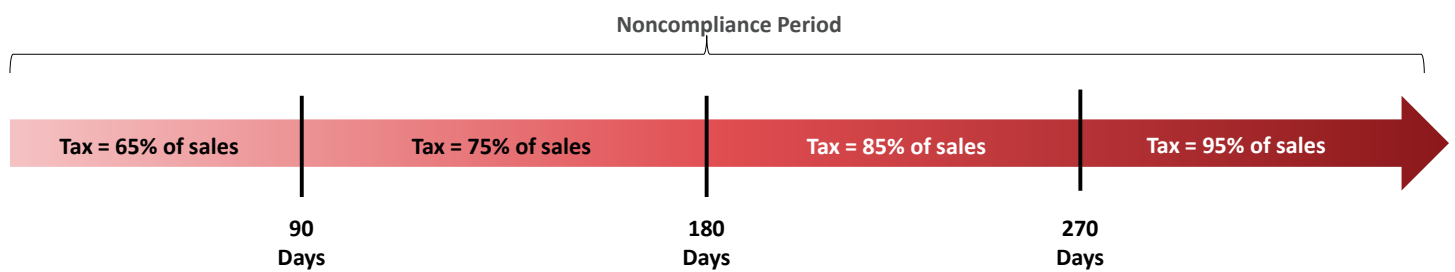 Noncompliance Period
Tax = 65% of sales
Tax = 75% of sales
Tax = 85% of sales
Tax = 95% of sales
90
Days
180
Days
270
Days